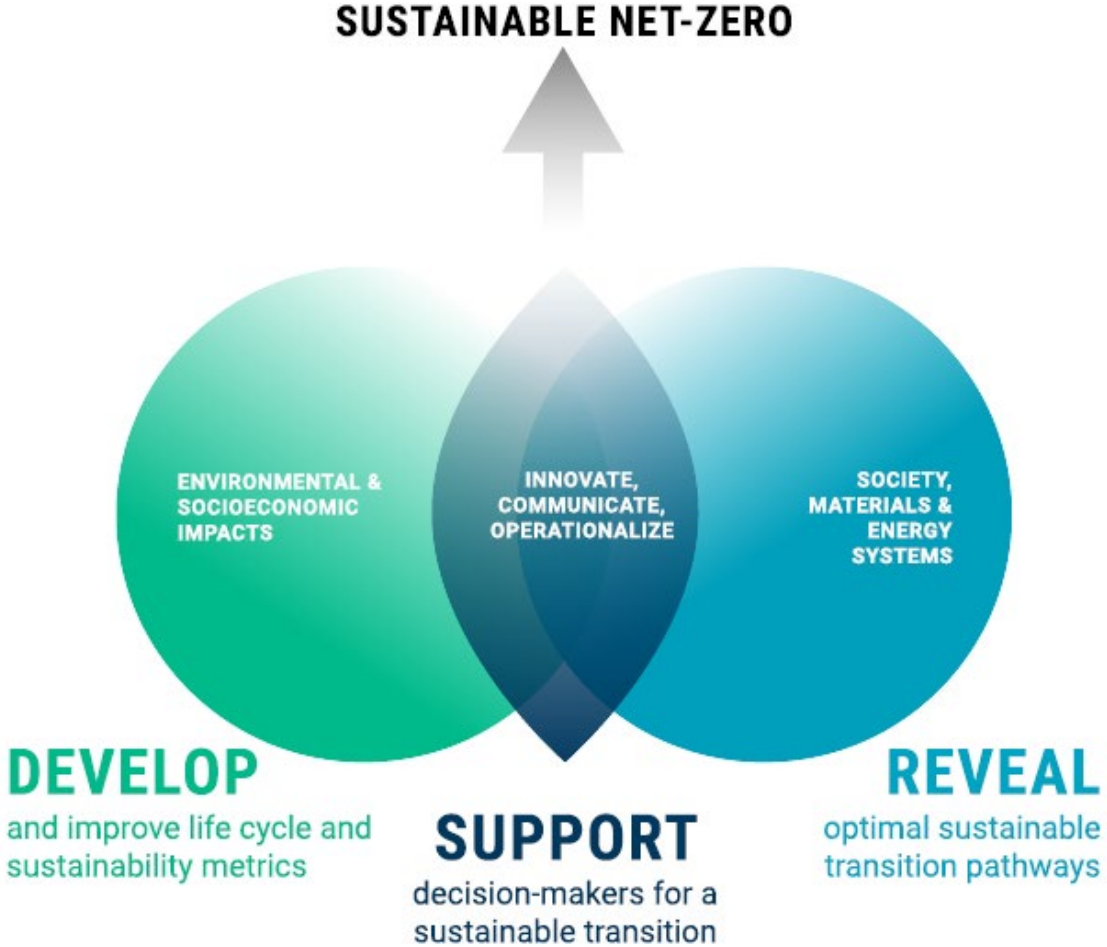 SUSTAINABLE NET-ZERO
ENVIRONMENTAL &
SOCIOECONOMIC
IMPACTS
INNOVATE,
COMMUNICATE,
OPERATIONALIZE
SOCIETY,
MATERIALS &
ENERGY
SYSTEMS
DEVELOP
and improve life cycle and
sustainability metrics
SUPPORT
decision-makers for a
sustainable transition
REVEAL
optimal sustainable
transition pathways